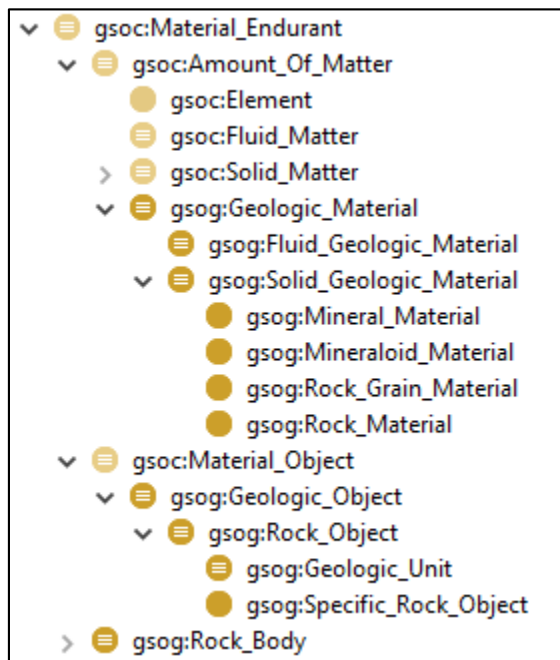 gsoc:Material_Endurant
gsoc:Amount_Of_Matter
gsoc:Element
gsoc:Fluid_Matter
gsoc:Solid_Matter
gsog:Geologic_Material
gsog:Fluid_Geologic_Material
gsog:Solid_Geologic_Material
gsog:Mineral_Material
gsog:Mineraloid_Material
gsog:Rock_Grain_Material
gsog:Rock_Material
gsoc:Material_Object
gsog:Geologic_Object
gsog:Rock_Object
gsog:Geologic_Unit
gsog:Specific_Rock_Object
gsog:Rock_Body